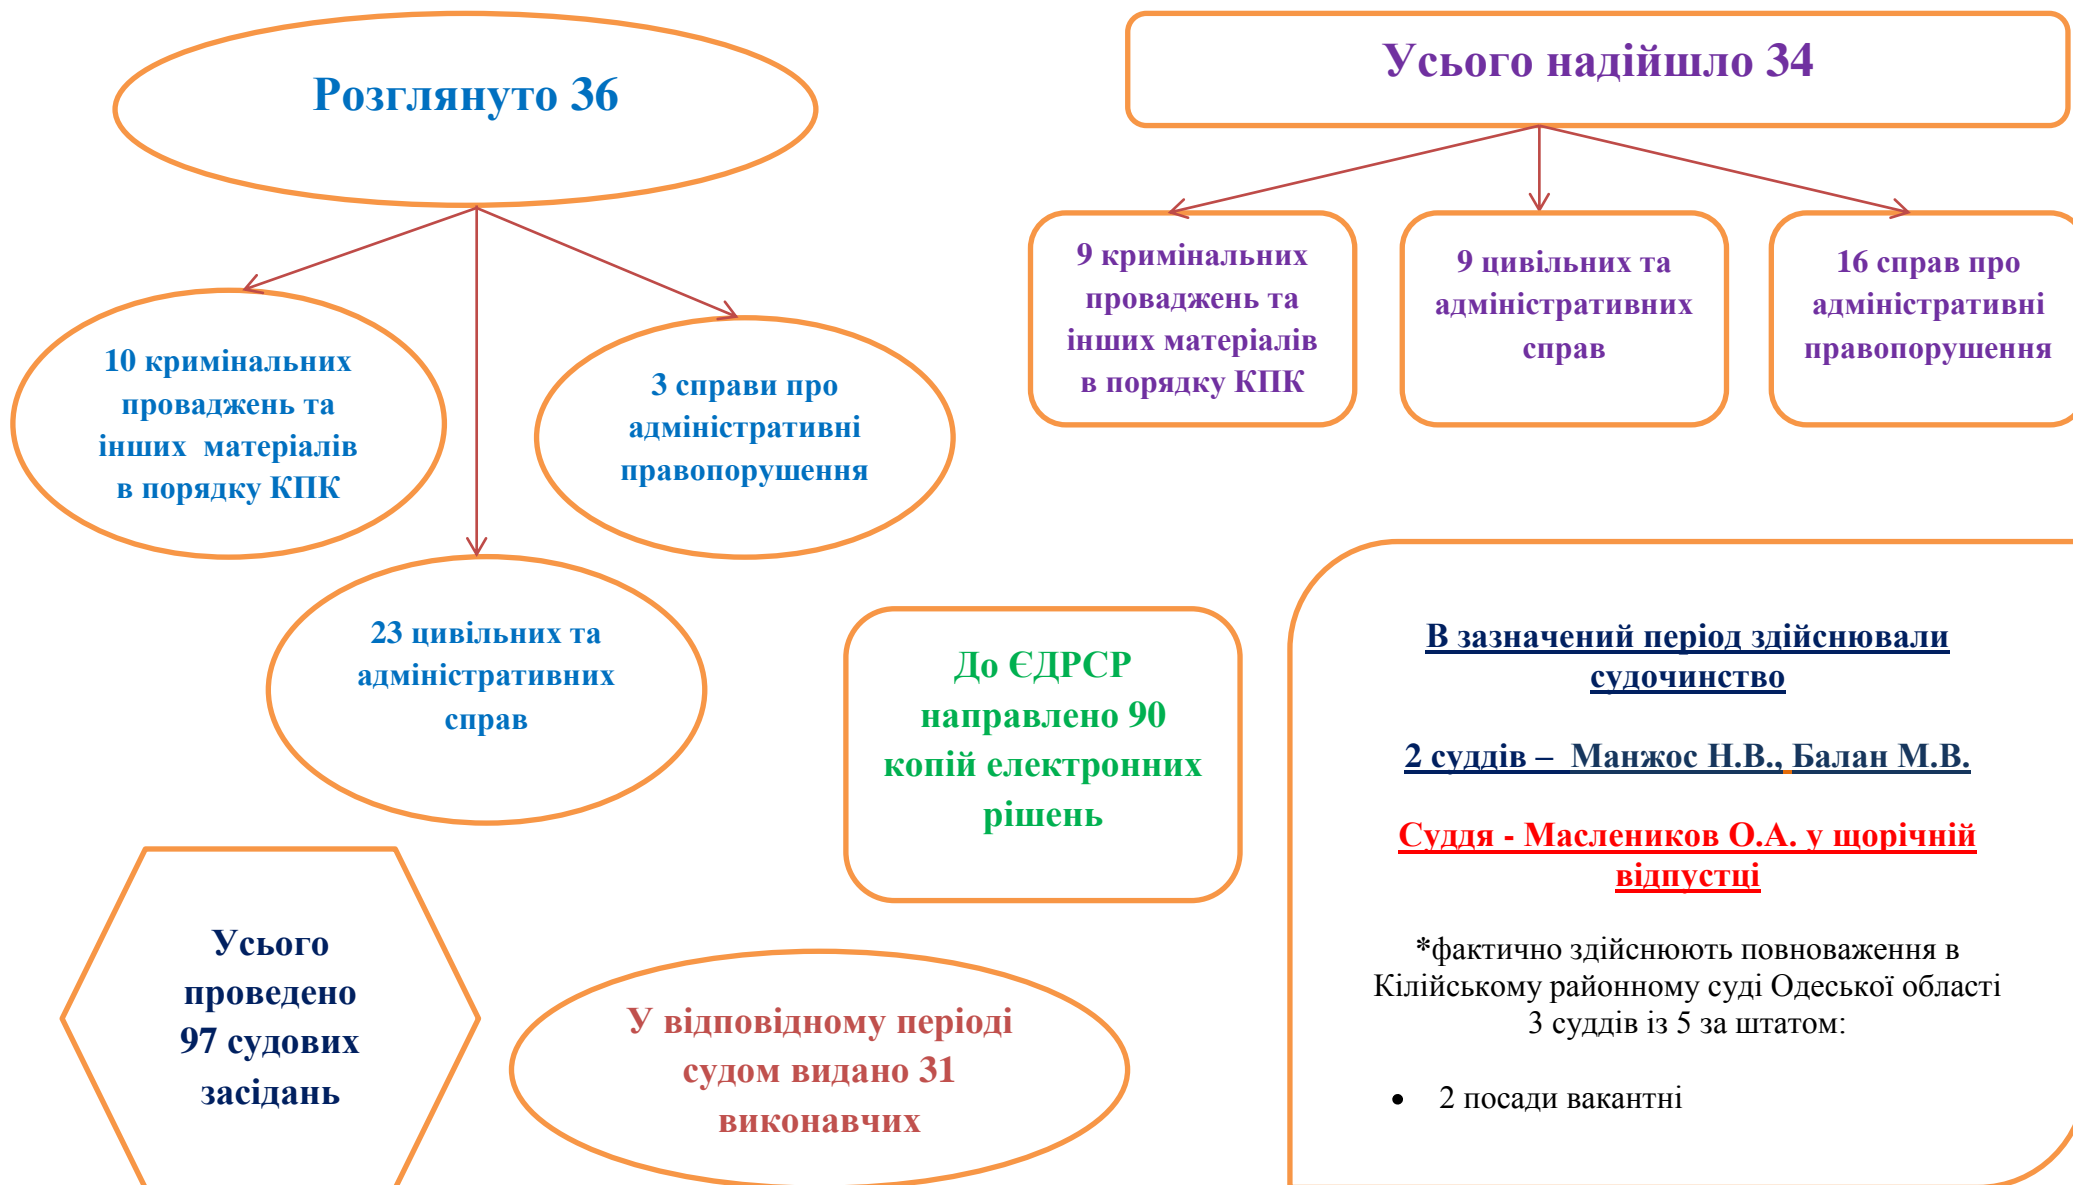 Розглянуто 36
10 кримінальних
проваджень та
інших  матеріалів
в порядку КПК
3 справи про
адміністративні
правопорушення
23 цивільних та
адміністративних
справ
Усього надійшло 34
9 кримінальних
проваджень та
інших матеріалів
в порядку КПК
9 цивільних та
адміністративних
справ
16 справ про
адміністративні
правопорушення
До ЄДРСР
направлено 90
копій електронних
рішень
В зазначений період здійснювали
судочинство
2 суддів –  Манжос Н.В., Балан М.В.
Суддя - Маслеников О.А. у щорічній
відпустці
*фактично здійснюють повноваження в
Кілійському районному суді Одеської області
3 суддів із 5 за штатом:
• 2 посади вакантні
Усього
проведено
97 судових
засідань
У відповідному періоді
судом видано 31
виконавчих